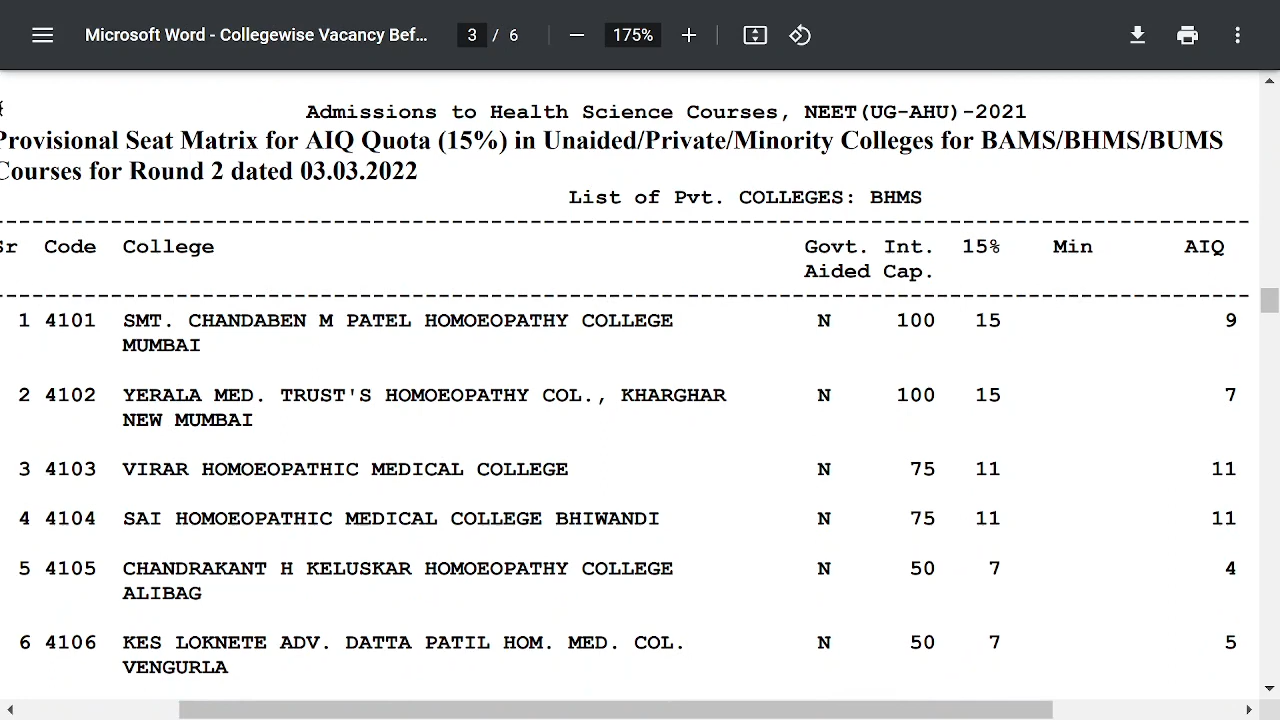 Microsoft Word - Collegewise Vacancy Bef... 3 / 6 175%
Admissions to Health Science Courses, NEET(UG-AHU)-2021
Provisional Seat Matrix for AIQ Quota (15%) in Unaided/Private/Minority Colleges for BAMS/BHMS/BUMS
Courses for Round 2 dated 03.03.2022
List of Pvt. COLLEGES: BHMS
Sr Code College Govt. Int. 15% Min AIQ
Aided Cap.
1 4101 SMT. CHANDABEN M PATEL HOMOEOPATHY COLLEGE N 100 15 9
MUMBAI
2 4102 YERALA MED. TRUST'S HOMOEOPATHY COL., KHARGHAR N 100 15 7
NEW MUMBAI
3 4103 VIRAR HOMOEOPATHIC MEDICAL COLLEGE N 75 11 11
4 4104 SAI HOMOEOPATHIC MEDICAL COLLEGE BHIWANDI N 75 11 11
5 4105 CHANDRAKANT H KELUSKAR HOMOEOPATHY COLLEGE N 50 7 4
ALIBAG
6 4106 KES LOKNETE ADV. DATTA PATIL HOM. MED. COL. N 50 7 5
VENGURLA